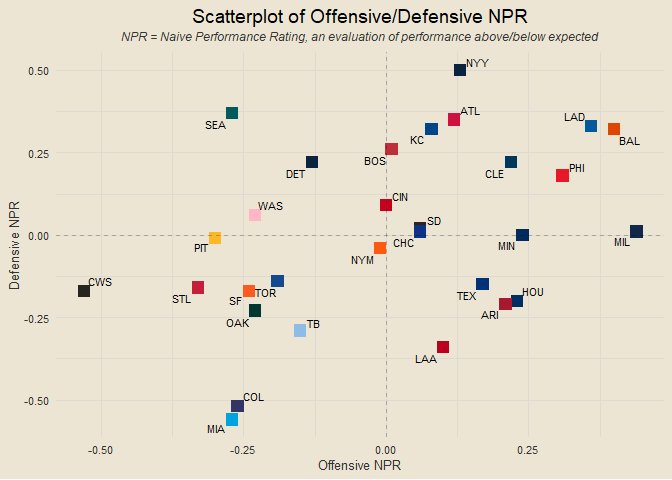 Scatterplot of Offensive/Defensive NPR
NPR = Naive Performance Rating, an evaluation of performance above/below expected
0.50
0.25
0.00
-0.25
-0.50
Defensive NPR
NYY
SEA
ATL
KC
LAD
BAL
BOS
DET
CLE
PHI
CIN
WAS
SD
CHC
PIT
NYM
MIN
MIL
CWS
STL
SF
TOR
TEX
HOU
OAK
ARI
TB
LAA
COL
MIA
-0.50
-0.25
0.00
0.25
Offensive NPR